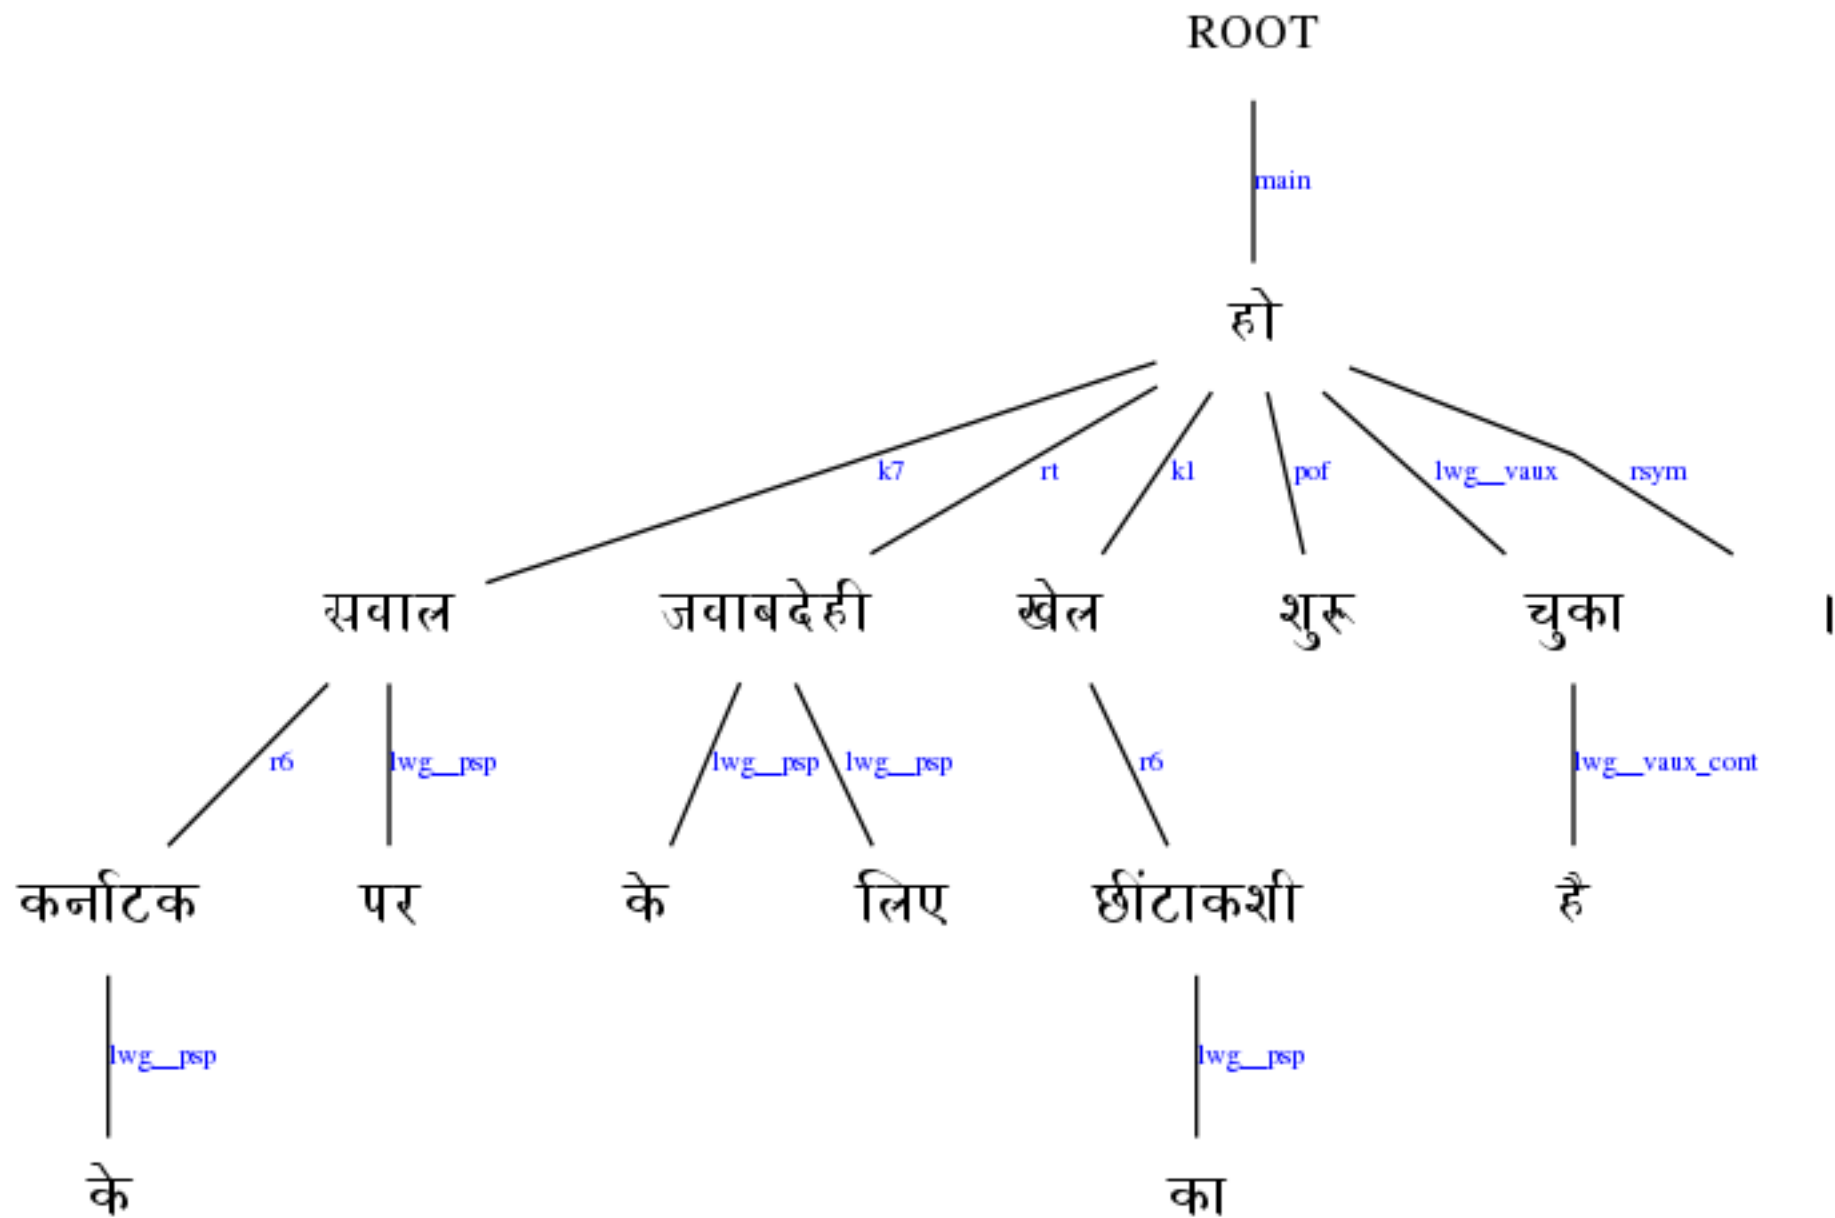 ROOT
main
हो
k7 rt k1 pof lwg__vaux rsym
सवाल जवाबदेही खेल शुरू चुका ।
r6 lwg__psp lwg__psp lwg__psp r6 lwg__vaux_cont
कर्नाटक पर के लिए छींटाकशी है
lwg__psp lwg__psp
के का